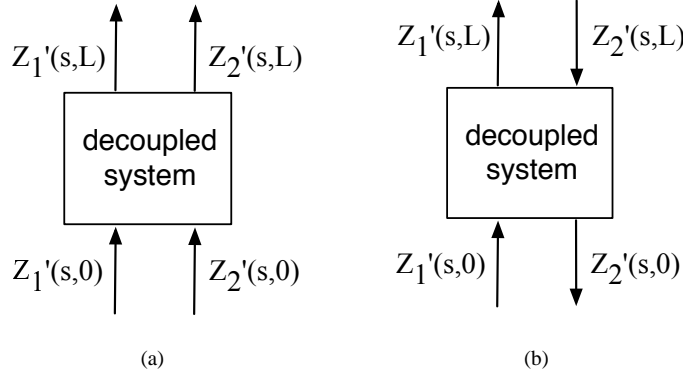 Z1'(s,L) Z2'(s,L) Z1'(s,L) Z2'(s,L)
decoupled decoupled
system system
Z1'(s,0) Z2'(s,0) Z1'(s,0) Z2'(s,0)
(a) (b)